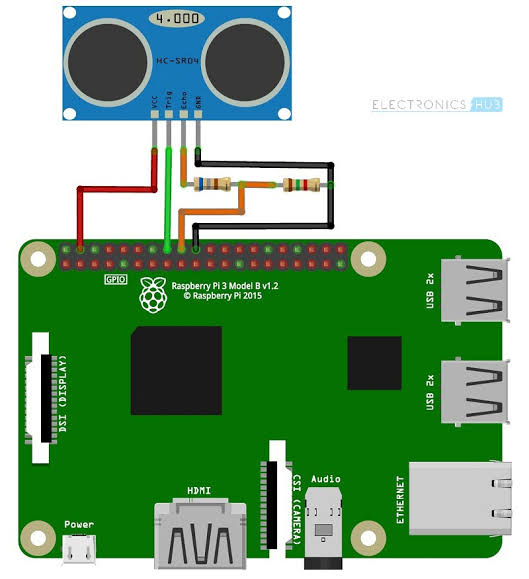 4.000
HC-SR04
VCC
Trig
Echo
GND
ELECTRONICS HUB
GPIO
Raspberry Pi 3 Model B v1.2
© Raspberry Pi 2015
USB 2x
USB 2x
DSI (DISPLAY)
CSI (CAMERA)
HDMI
Audio
ETHERNET
Power